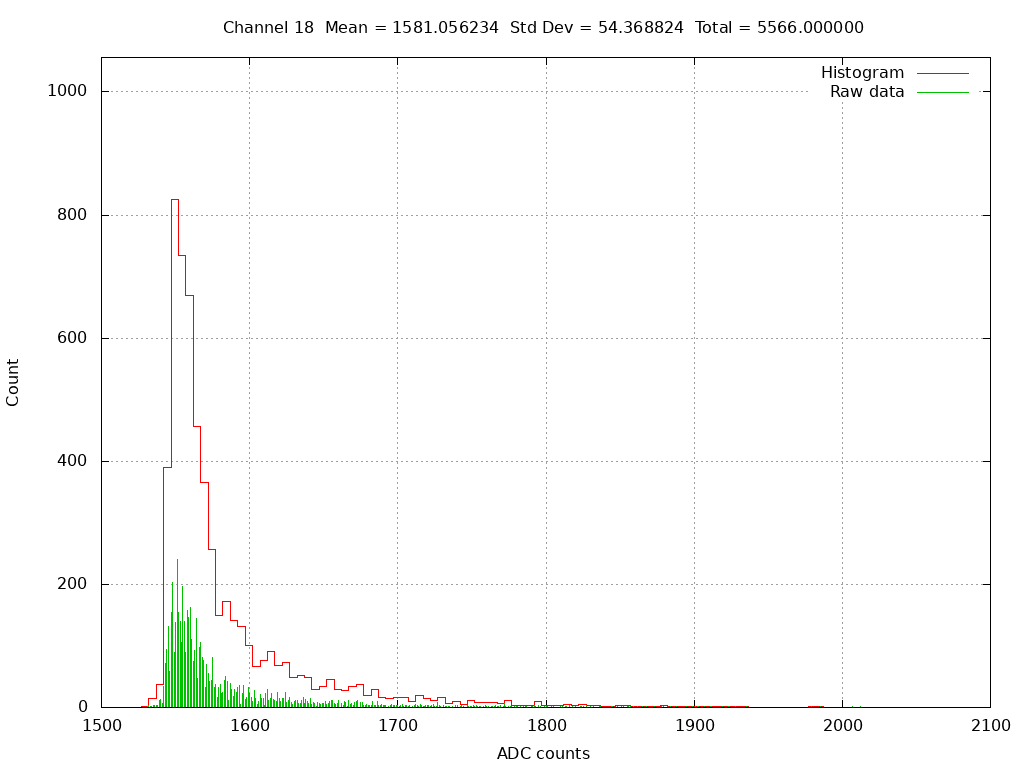 Channel 18  Mean = 1581.056234  Std Dev = 54.368824  Total = 5566.000000
Histogram
Raw data
1000
800
600
400
200
0
Count
1500 1600 1700 1800 1900 2000 2100
ADC counts